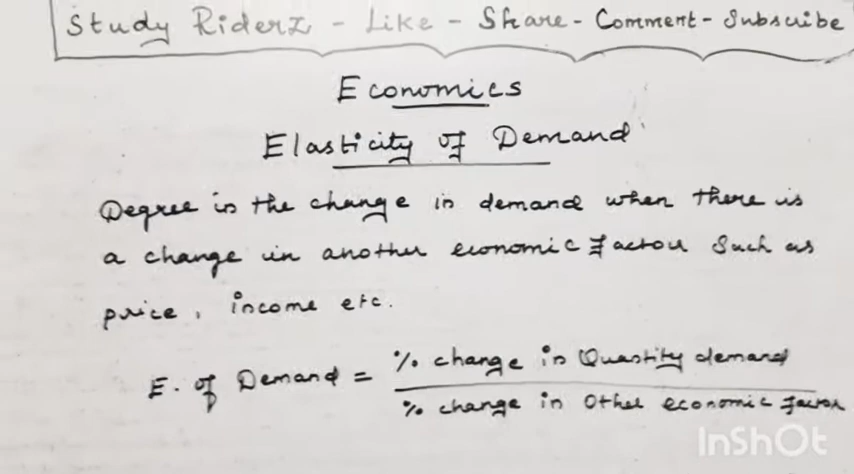 Study Riderz - Like - Share - Comment - Subscribe
Economics
Elasticity of Demand
Degree is the change in demand when there is
a change in another economic factor Such as
price, income etc.
E. of Demand = % change in Quantity demand
% change in Other economic factor
InShOt